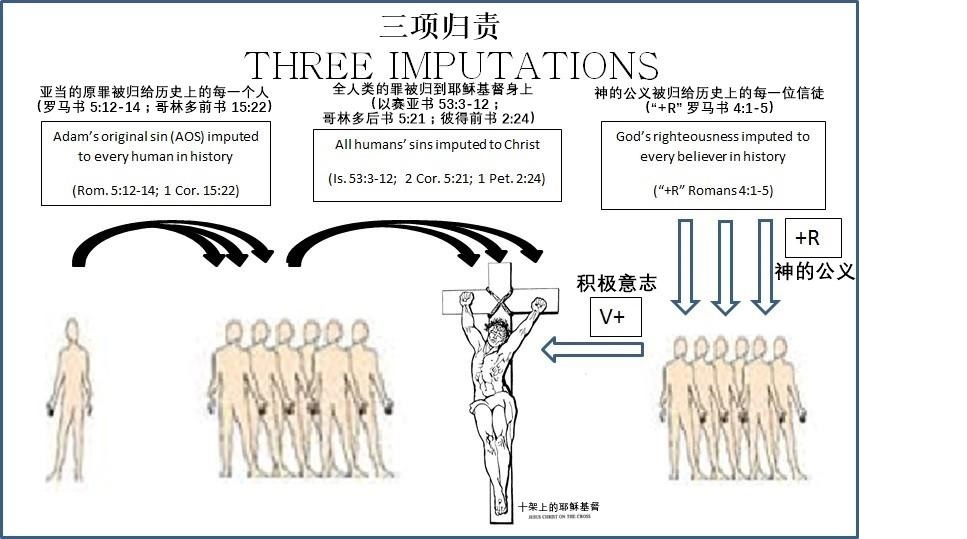 三项归责
THREE IMPUTATIONS
亚当的原罪被归给历史上的每一个人
(罗马书 5:12-14；哥林多前书 15:22)
Adam's original sin (AOS) imputed
to every human in history
(Rom. 5:12-14; 1 Cor. 15:22)
全人类的罪被归到耶稣基督身上
(以赛亚书 53:3-12；
哥林多后书 5:21；彼得前书 2:24)
All humans' sins imputed to Christ
(Is. 53:3-12; 2 Cor. 5:21; 1 Pet. 2:24)
神的公义被归给历史上的每一位信徒
("+R" 罗马书 4:1-5)
God's righteousness imputed to
every believer in history
("+R" Romans 4:1-5)
+R
神的公义
积极意志
V+
十架上的耶穌基督
JESUS CHRIST ON THE CROSS